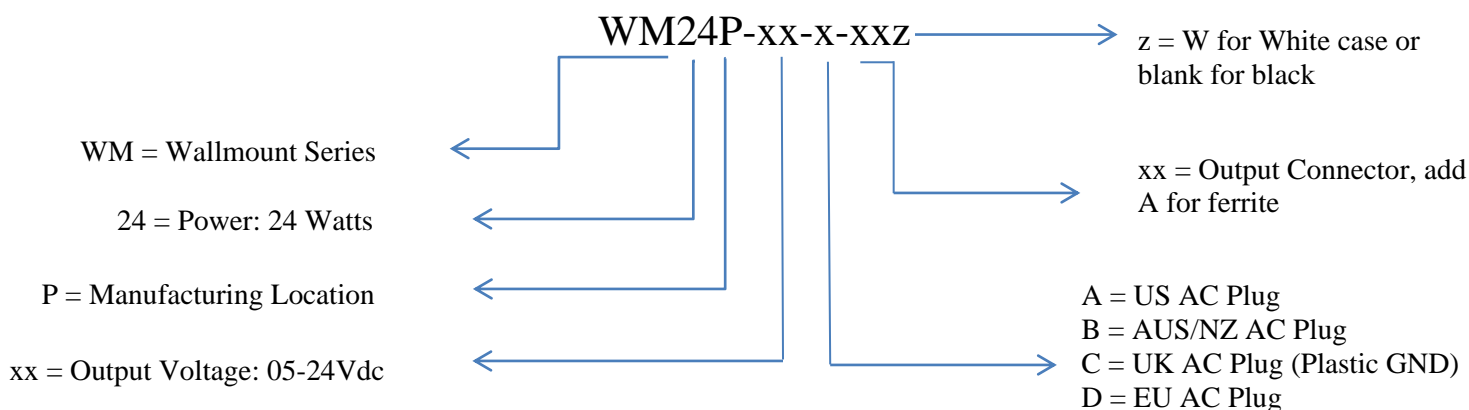 WM24P-xx-x-xxz
z = W for White case or
blank for black
WM = Wallmount Series
xx = Output Connector, add
A for ferrite
24 = Power: 24 Watts
P = Manufacturing Location
A = US AC Plug
B = AUS/NZ AC Plug
C = UK AC Plug (Plastic GND)
D = EU AC Plug
xx = Output Voltage: 05-24Vdc